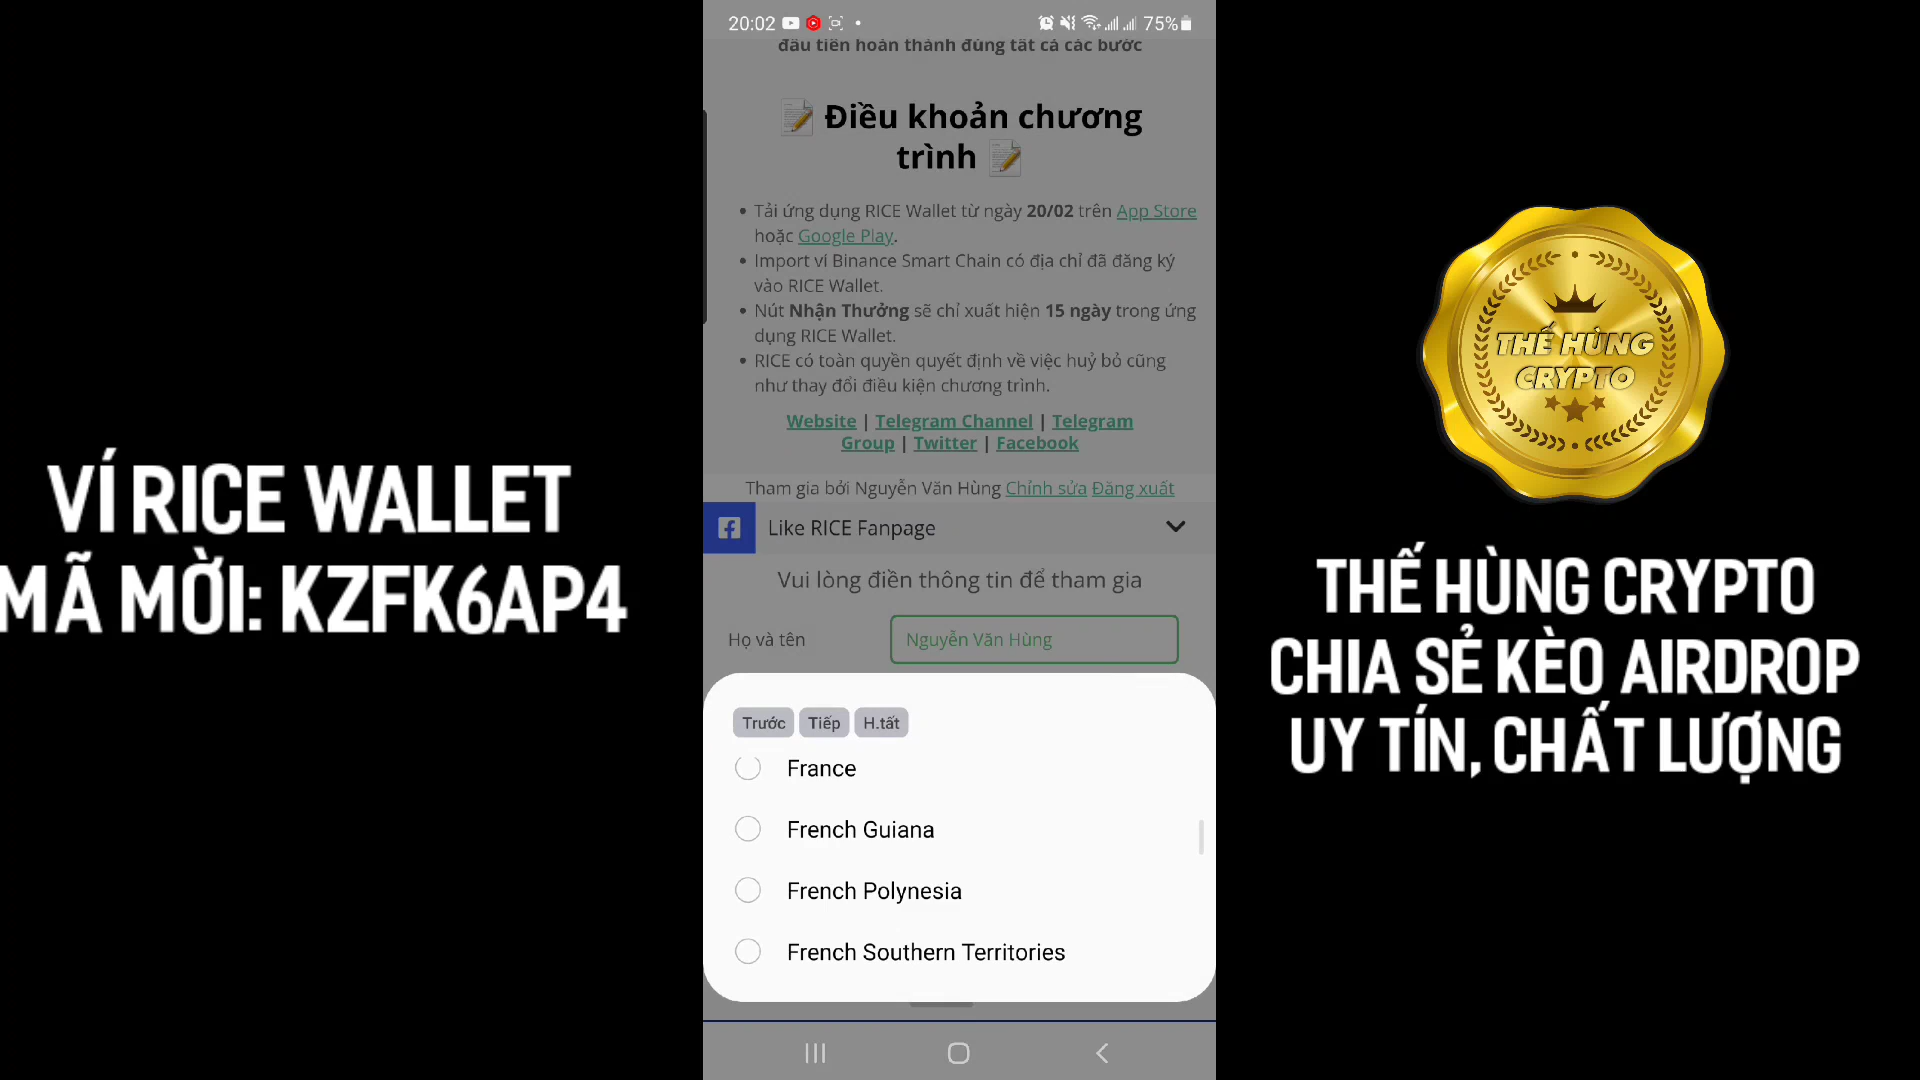 VÍ RICE WALLET
MÃ MỜI: KZFK6AP4
20:02
75%
đầu tiên hoàn thành đúng tất cả các bước
Điều khoản chương
trình
Tải ứng dụng RICE Wallet từ ngày 20/02 trên App Store
hoặc Google Play.
Import ví Binance Smart Chain có địa chỉ đã đăng ký
vào RICE Wallet.
Nút Nhận Thưởng sẽ chỉ xuất hiện 15 ngày trong ứng
dụng RICE Wallet.
RICE có toàn quyền quyết định về việc huỷ bỏ cũng
như thay đổi điều kiện chương trình.
Website | Telegram Channel | Telegram
Group | Twitter | Facebook
Tham gia bởi Nguyễn Văn Hùng Chỉnh sửa Đăng xuất
Like RICE Fanpage
Vui lòng điền thông tin để tham gia
Họ và tên
Nguyễn Văn Hùng
Trước Tiếp H.tất
France
French Guiana
French Polynesia
French Southern Territories
THẾ HÙNG
CRYPTO
THẾ HÙNG CRYPTO
CHIA SẺ KÈO AIRDROP
UY TÍN, CHẤT LƯỢNG